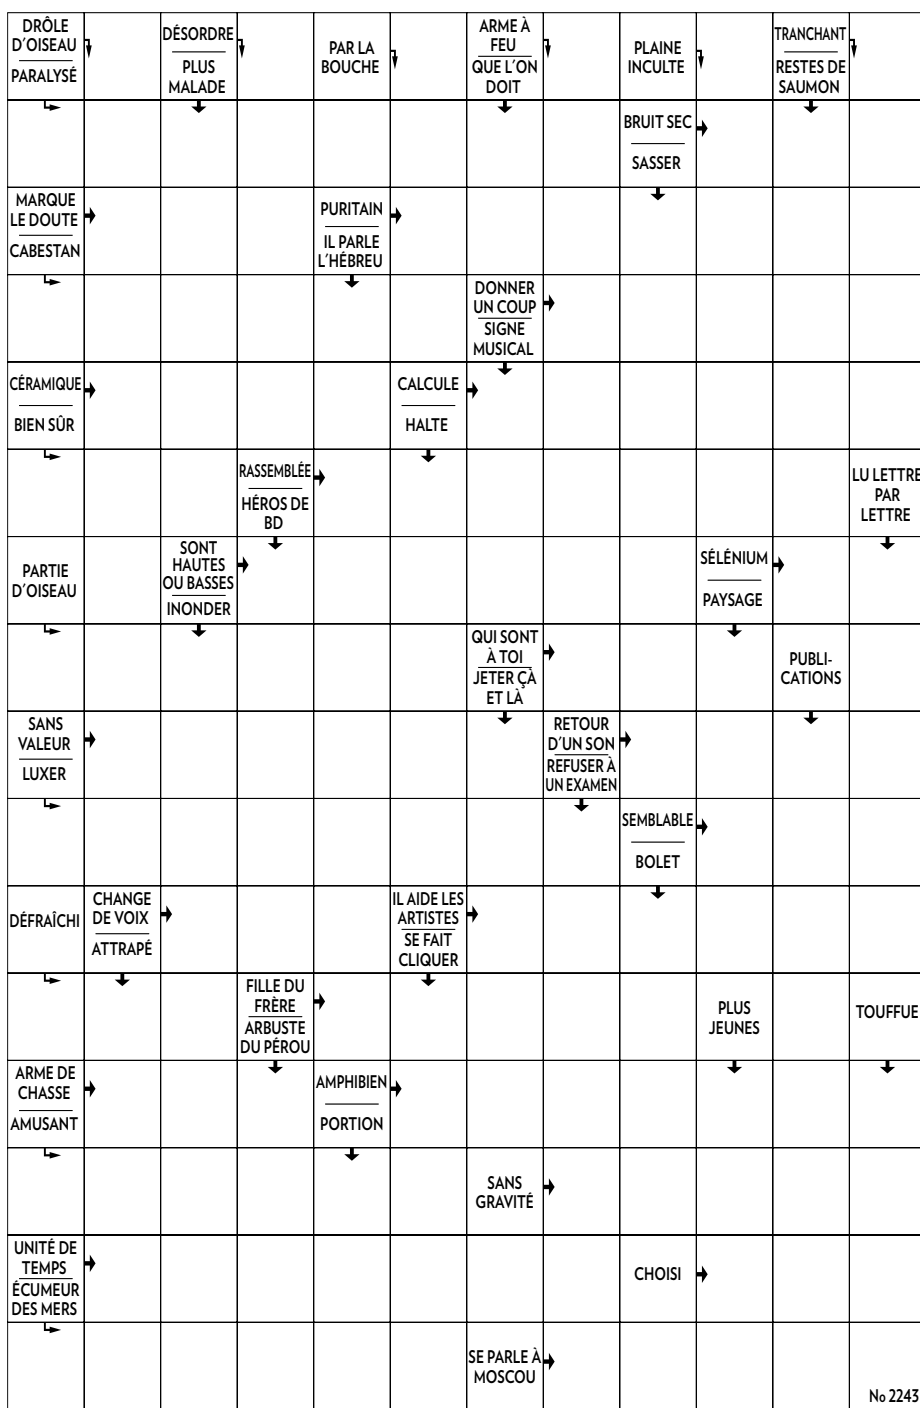 DRÔLE
D'OISEAU
PARALYSÉ
DÉSORDRE
PLUS
MALADE
PAR LA
BOUCHE
ARME À
FEU
QUE L'ON
DOIT
PLAINE
INCULTE
TRANCHANT
RESTES DE
SAUMON
BRUIT SEC
SASSER
MARQUE
LE DOUTE
CABESTAN
PURITAIN
IL PARLE
L'HÉBREU
DONNER
UN COUP
SIGNE
MUSICAL
CÉRAMIQUE
BIEN SÛR
CALCULE
HALTE
RASSEMBLÉE
HÉROS DE
BD
LU LETTRE
PAR
LETTRE
PARTIE
D'OISEAU
SONT
HAUTES
OU BASSES
INONDER
SÉLÉNIUM
PAYSAGE
QUI SONT
À TOI
JETER ÇÀ
ET LÀ
PUBLI-
CATIONS
SANS
VALEUR
LUXER
RETOUR
D'UN SON
REFUSER À
UN EXAMEN
SEMBLABLE
BOLET
DÉFRAÎCHI
CHANGE
DE VOIX
ATTRAPÉ
IL AIDE LES
ARTISTES
SE FAIT
CLIQUER
FILLE DU
FRÈRE
ARBUSTE
DU PÉROU
PLUS
JEUNES
TOUFFUE
ARME DE
CHASSE
AMUSANT
AMPHIBIEN
PORTION
SANS
GRAVITÉ
UNITÉ DE
TEMPS
ÉCUMEUR
DES MERS
CHOISI
SE PARLE À
MOSCOU
No 2243